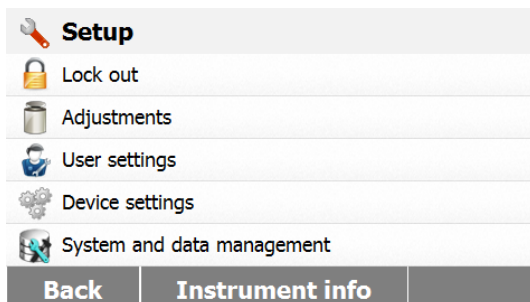 Setup
Lock out
Adjustments
User settings
Device settings
System and data management
Back Instrument info